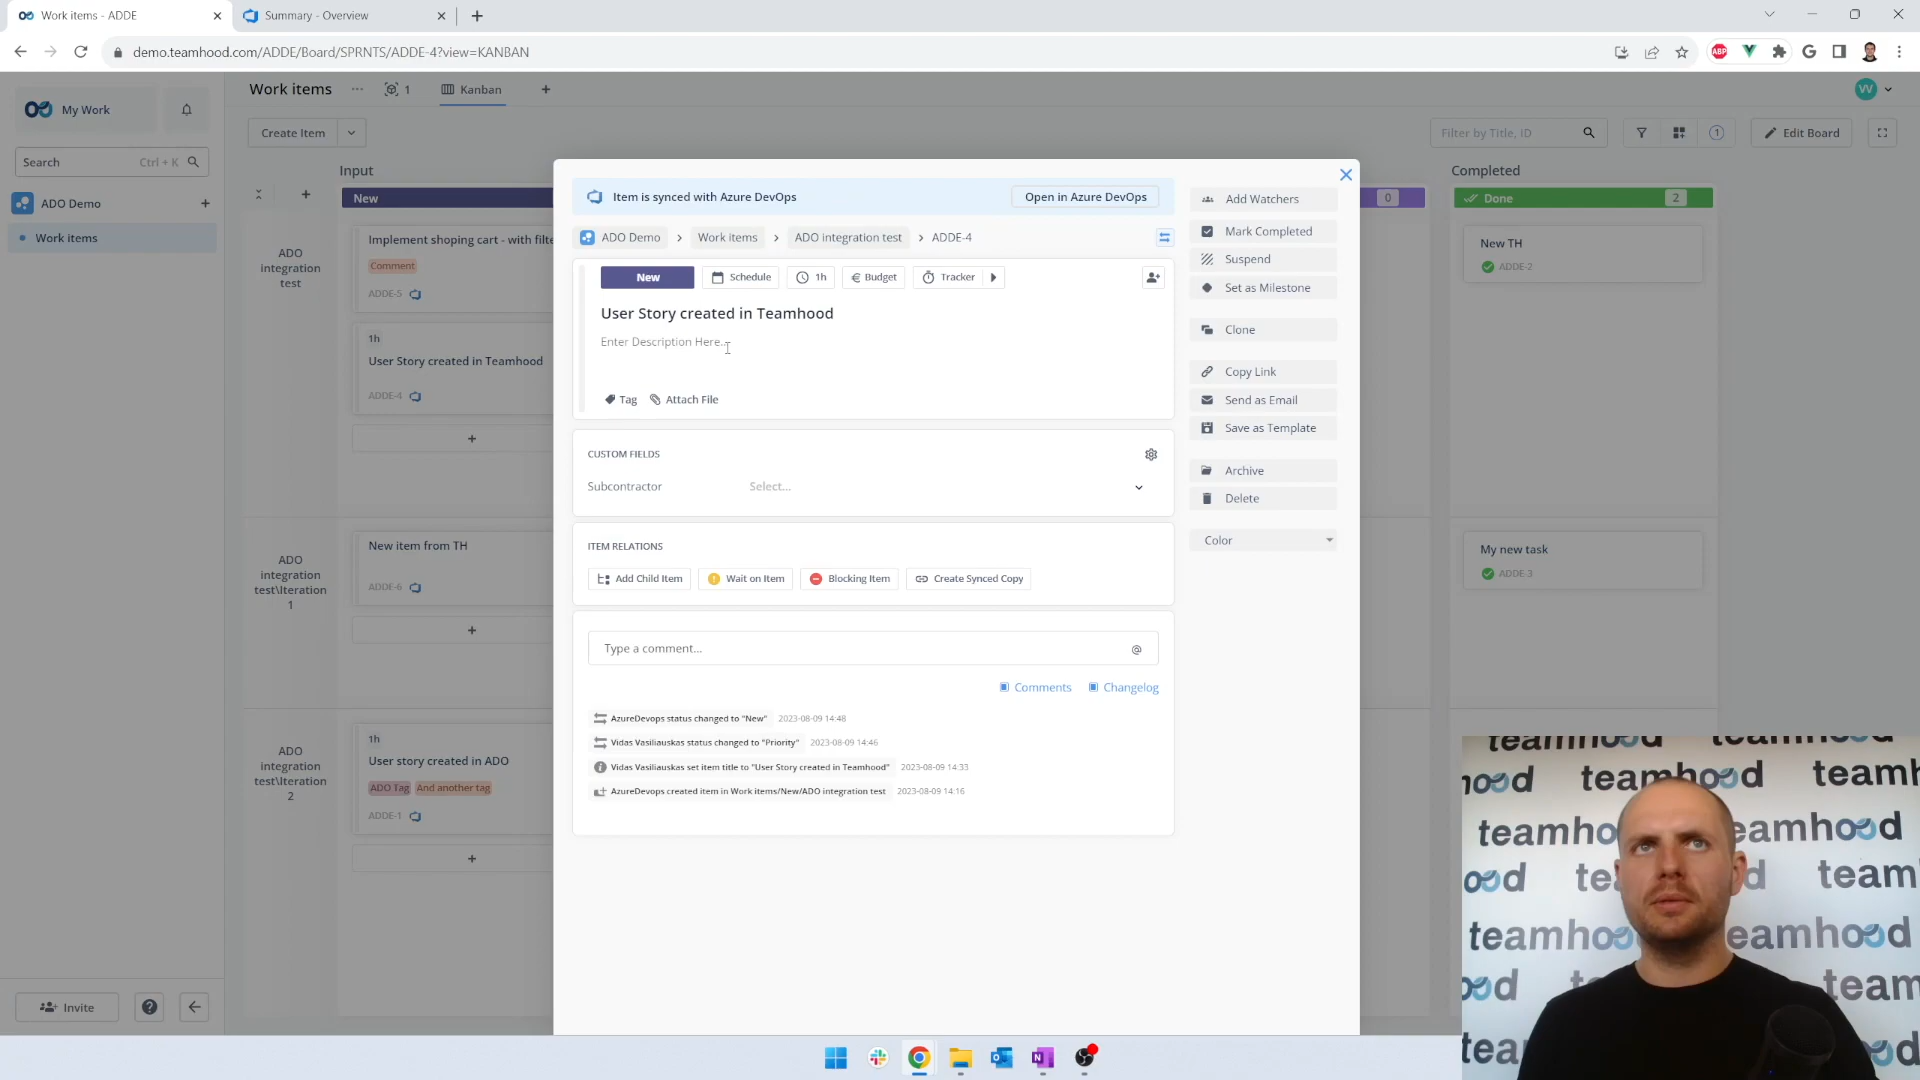 Work items - ADDE
Summary - Overview
demo.teamhood.com/ADDE/Board/SPRNTS/ADDE-4?view=KANBAN
ABP
My Work
Work items
1
Kanban
VV
Create Item
Filter by Title, ID
1
Edit Board
Search
Ctrl + K
ADO Demo
Work items
Input
Completed
New
0
Done
2
ADO integration test
Implement shoping cart - with filte
Comment
ADDE-5
1h
User Story created in Teamhood
ADDE-4
New TH
ADDE-2
ADO integration test\Iteration 1
New item from TH
ADDE-6
My new task
ADDE-3
ADO integration test\Iteration 2
1h
User story created in ADO
ADO Tag
And another tag
ADDE-1
Item is synced with Azure DevOps
Open in Azure DevOps
ADO Demo > Work items > ADO integration test > ADDE-4
New
Schedule
1h
€ Budget
Tracker
User Story created in Teamhood
Enter Description Here...
Tag
Attach File
CUSTOM FIELDS
Subcontractor
Select...
ITEM RELATIONS
Add Child Item
Wait on Item
Blocking Item
Create Synced Copy
Type a comment...
@
Comments
Changelog
AzureDevops status changed to "New" 2023-08-09 14:48
Vidas Vasiliauskas status changed to "Priority" 2023-08-09 14:46
Vidas Vasiliauskas set item title to "User Story created in Teamhood" 2023-08-09 14:33
AzureDevops created item in Work items/New/ADO integration test 2023-08-09 14:16
Add Watchers
Mark Completed
Suspend
Set as Milestone
Clone
Copy Link
Send as Email
Save as Template
Archive
Delete
Color
Invite
teamhood